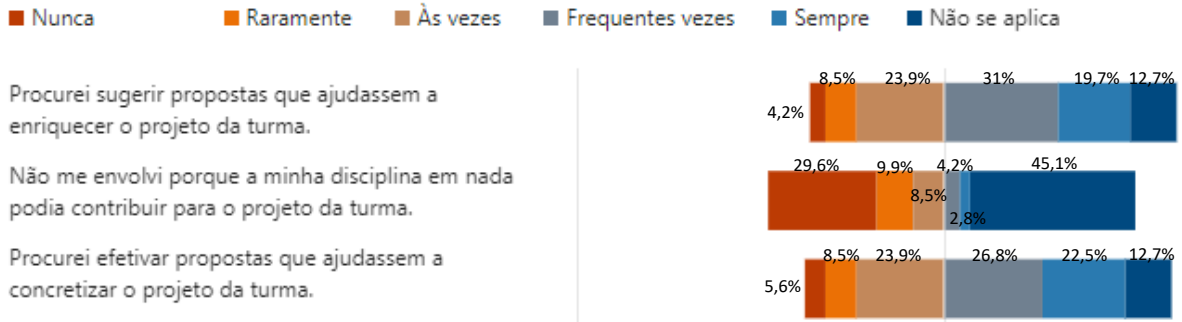 Nunca Raramente Às vezes Frequentes vezes Sempre Não se aplica
8,5% 23,9% 31% 19,7% 12,7%
Procurei sugerir propostas que ajudassem a
4,2%
enriquecer o projeto da turma.
29,6% 9,9% 4,2% 45,1%
Não me envolvi porque a minha disciplina em nada
8,5%
podia contribuir para o projeto da turma.
2,8%
8,5% 23,9% 26,8% 22,5% 12,7%
Procurei efetivar propostas que ajudassem a
5,6%
concretizar o projeto da turma.